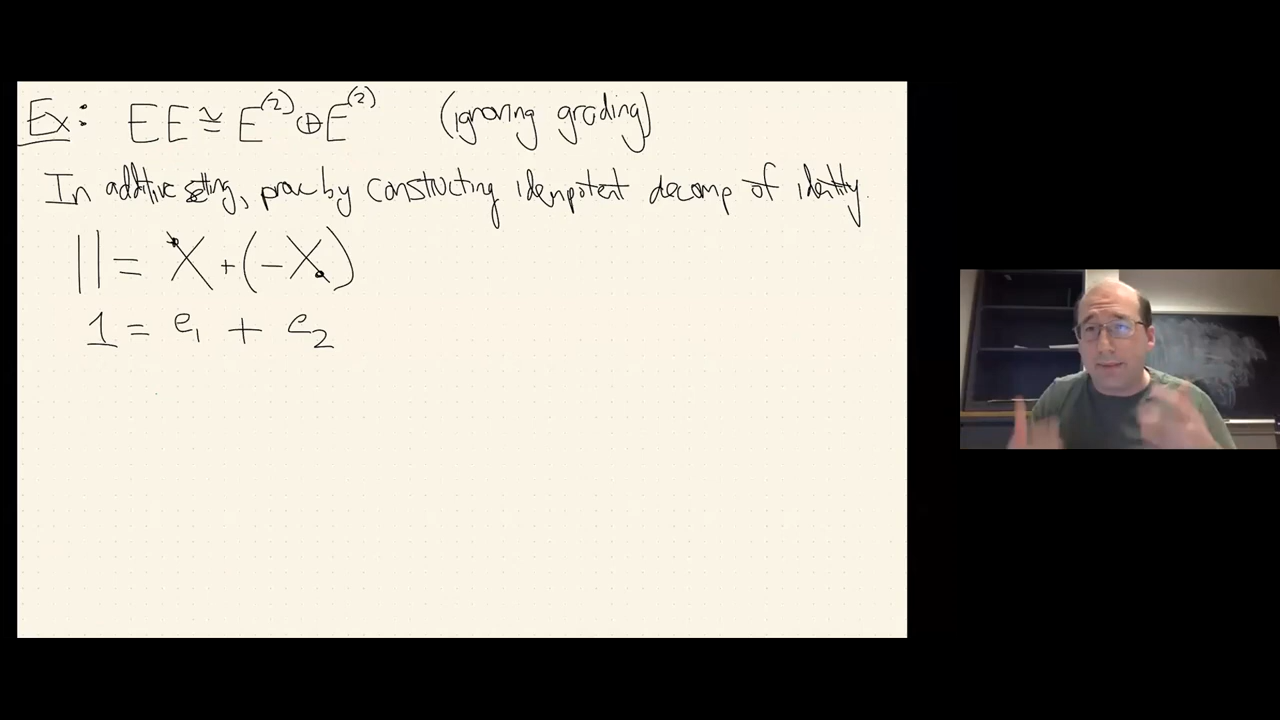 Ex: EE ≅ E^(2) ⊕ E^(2) (ignoring grading)
In additive setting, prove by constructing idempotent decomp of identity.
|| = X + (-X)
1 = e₁ + e₂